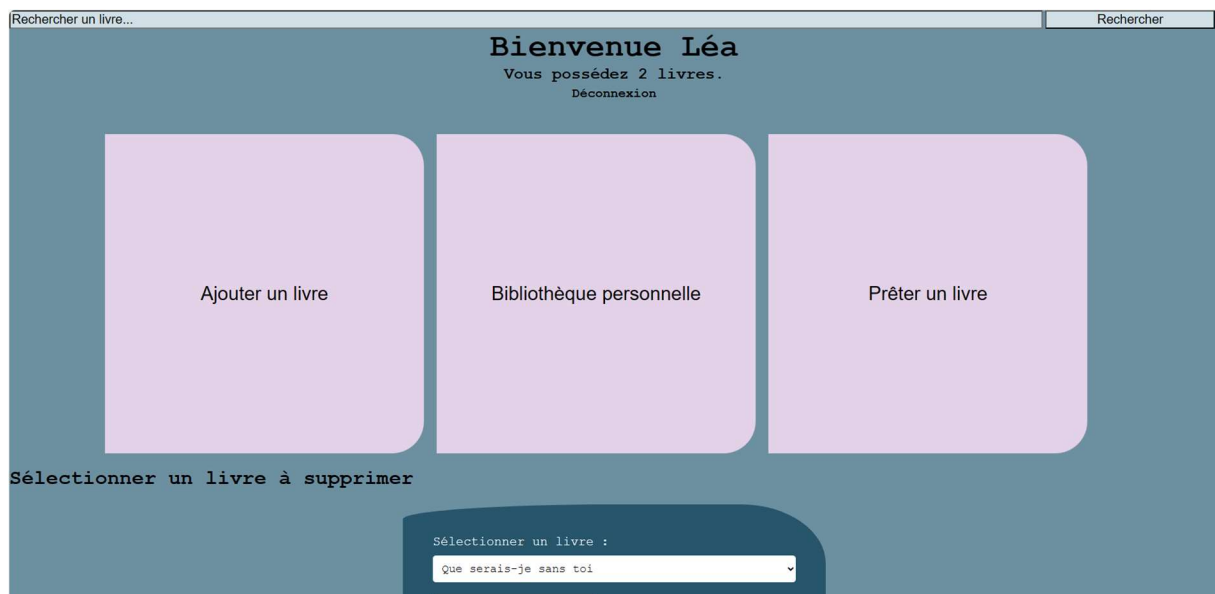 Rechercher un livre... Rechercher
Bienvenue Léa
Vous possédez 2 livres.
Déconnexion
Ajouter un livre Bibliothèque personnelle Prêter un livre
Sélectionner un livre à supprimer
Sélectionner un livre :
Que serais-je sans toi